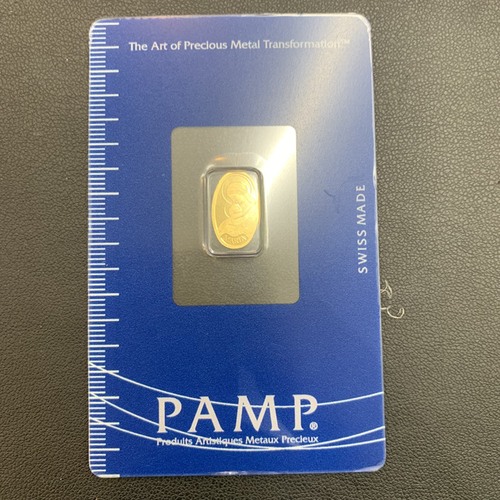 The Art of Precious Metal Transformation™
SWISS MADE
PAMP®
Produits Artistiques Metaux Precieux